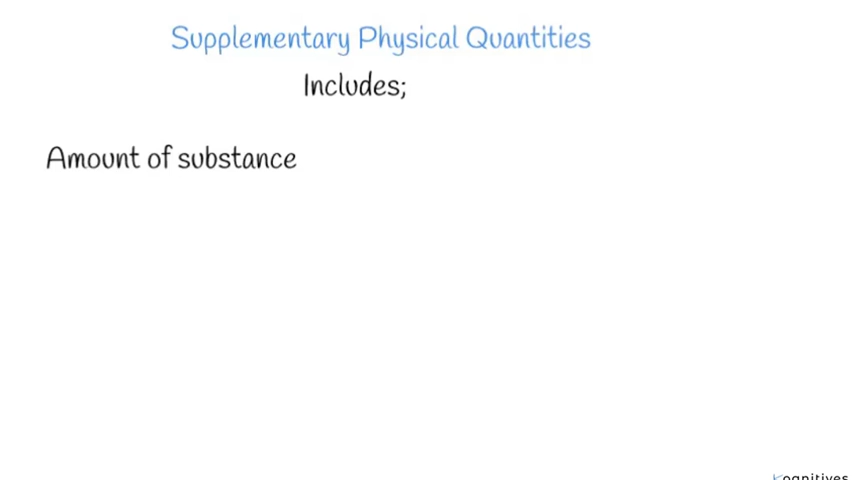 Supplementary Physical Quantities
Includes;
Amount of substance
Kognitives